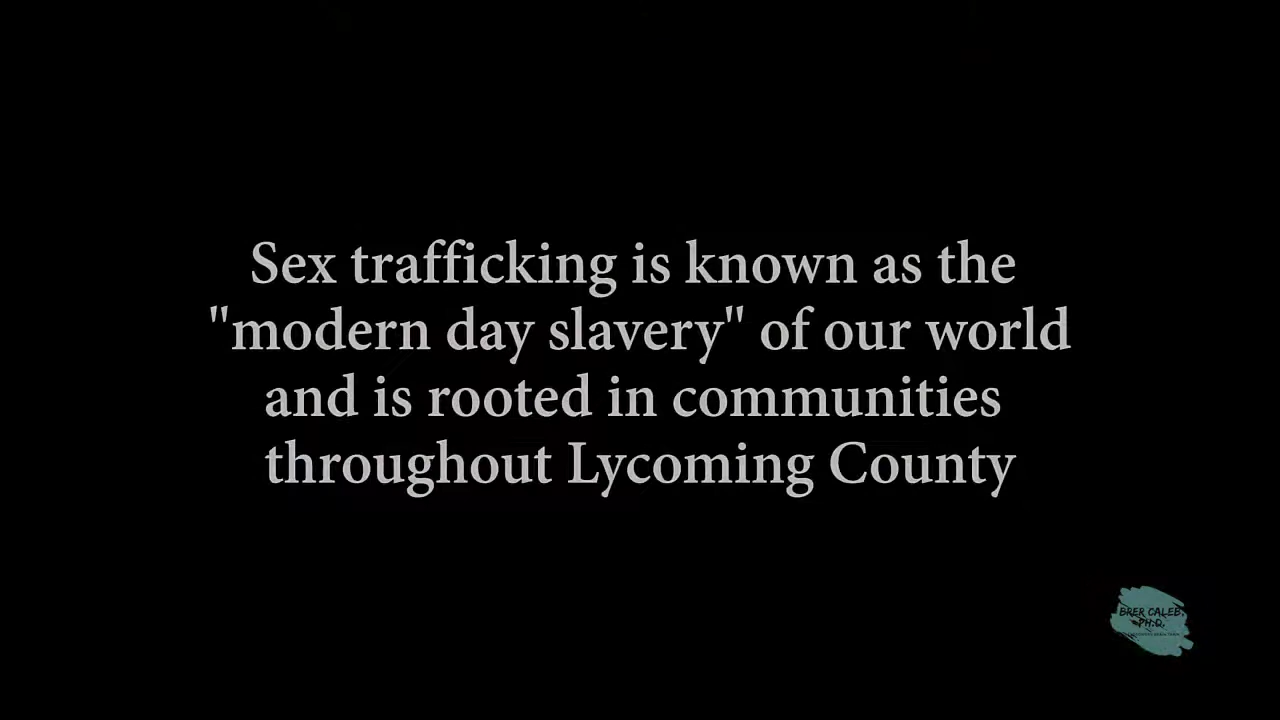 Sex trafficking is known as the
"modern day slavery" of our world
and is rooted in communities
throughout Lycoming County
BRER CALEB,
PH.D.